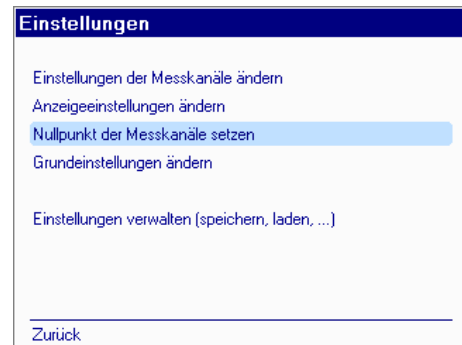 Einstellungen
Einstellungen der Messkanäle ändern
Anzeigeeinstellungen ändern
Nullpunkt der Messkanäle setzen
Grundeinstellungen ändern
Einstellungen verwalten (speichern, laden, ...)
Zurück